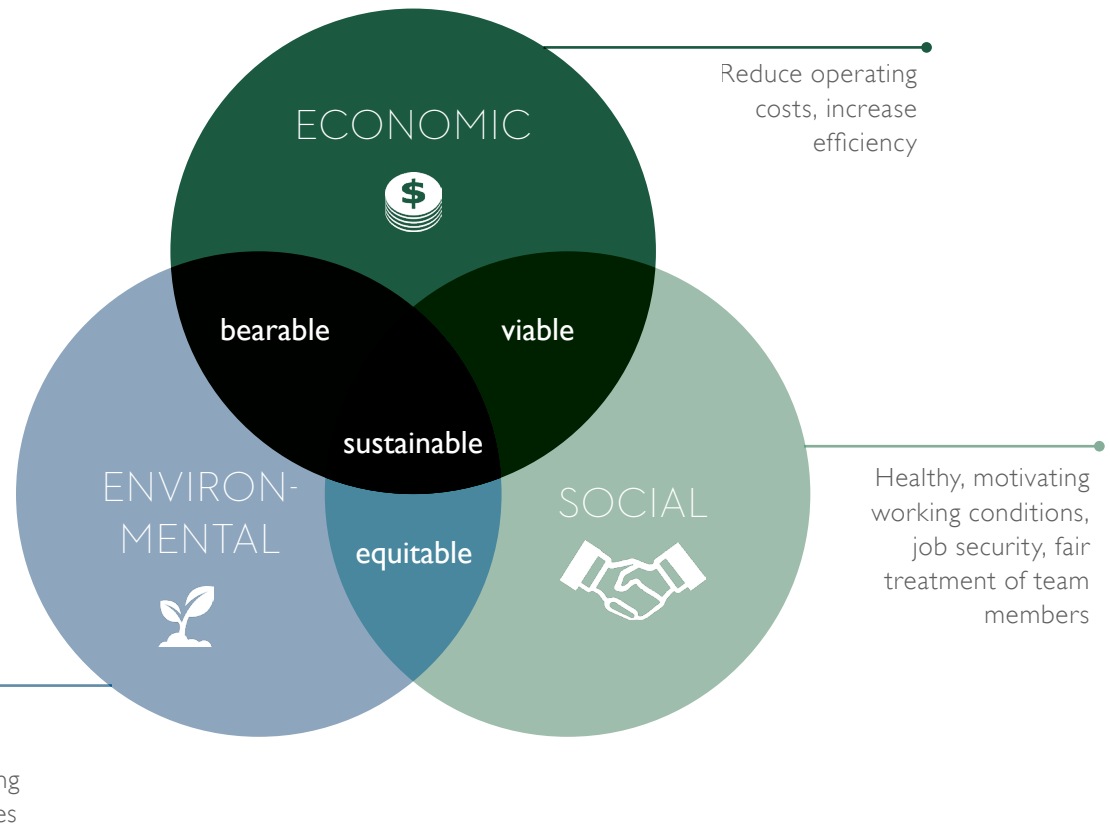 ECONOMIC
$
Reduce operating
costs, increase
efficiency
bearable
viable
sustainable
ENVIRON-
MENTAL
SOCIAL
equitable
Healthy, motivating
working conditions,
job security, fair
treatment of team
members